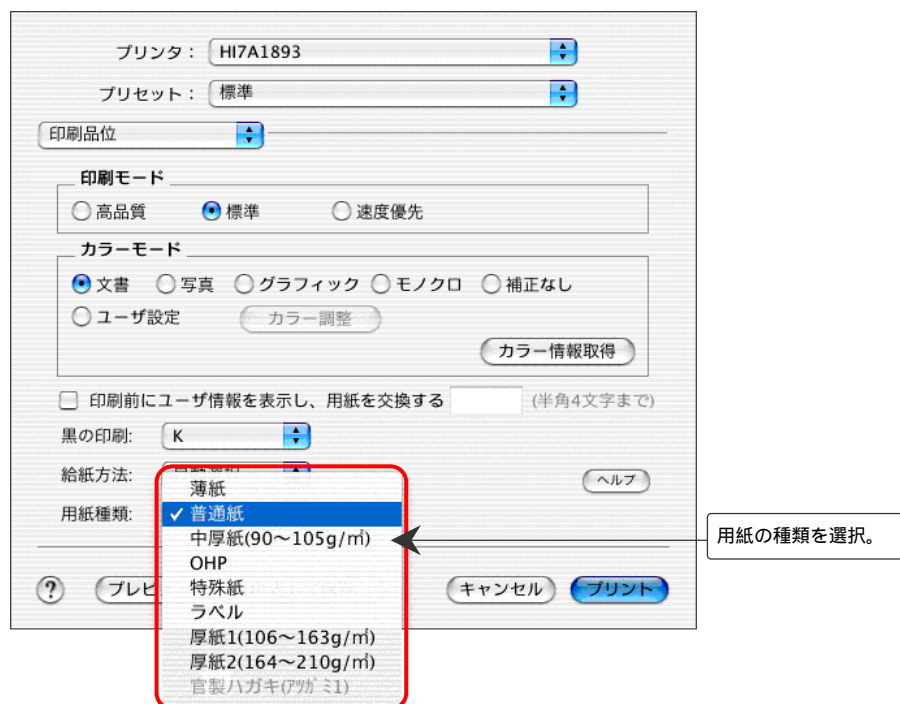 プリンタ： HI7A1893
プリセット： 標準
印刷品位
印刷モード
高品質 標準 速度優先
カラーモード
文書 写真 グラフィック モノクロ 補正なし
ユーザ設定 カラー調整
カラー情報取得
印刷前にユーザ情報を表示し、用紙を交換する (半角4文字まで)
黒の印刷: K
給紙方法: 自動選択
ヘルプ
用紙種類:
薄紙
✓ 普通紙
中厚紙(90〜105g/㎡)
OHP
特殊紙
ラベル
厚紙1(106〜163g/㎡)
厚紙2(164〜210g/㎡)
官製ハガキ(ｱﾂｶﾞﾐ1)
用紙の種類を選択。
? プレビ キャンセル プリント